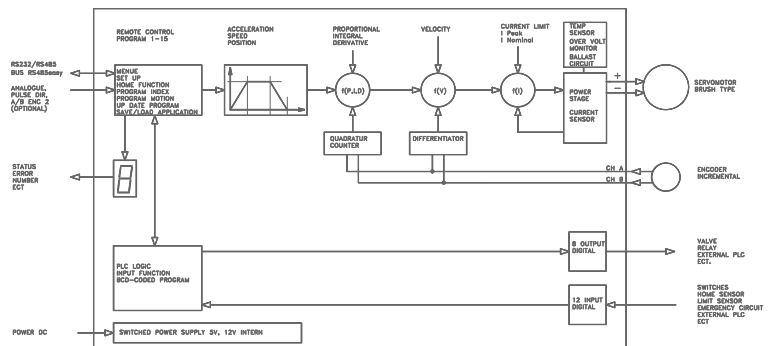 REMOTE CONTROL
PROGRAM 1-15
ACCELERATION
SPEED
POSITION
PROPORTIONAL
INTEGRAL
DERIVATIVE
VELOCITY
CURRENT LIMIT
I Peak
I Nominal
TEMP
SENSOR
OVER VOLT
MONITOR
BALLAST
CIRCUIT
RS232/RS485
BUS RS485easy
ANALOGUE,
PULSE DIR,
A/B ENC 2
(OPTIONAL)
MENUE
SET UP
HOME FUNCTION
PROGRAM INDEX
PROGRAM MOTION
UP DATE PROGRAM
SAVE/LOAD APPLICATION
f(P,I,D)
f(V)
f(I)
POWER
STAGE
CURRENT
SENSOR
+
-
SERVOMOTOR
BRUSH TYPE
QUADRATUR
COUNTER
DIFFERENTIATOR
STATUS
ERROR
NUMBER
ECT
8
CH A
CH B
ENCODER
INCREMENTAL
PLC LOGIC
INPUT FUNCTION
BCD-CODED PROGRAM
8 OUTPUT
DIGITAL
VALVE
RELAY
EXTERNAL PLC
ECT.
12 INPUT
DIGITAL
SWITCHES
HOME SENSOR
LIMIT SENSOR
EMERGENCY CIRCUIT
EXTERNAL PLC
ECT
POWER DC
SWITCHED POWER SUPPLY 5V, 12V INTERN